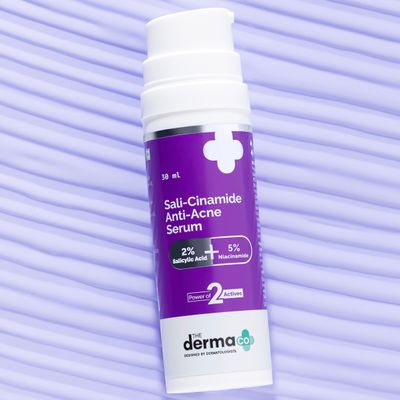 30 ml
Sali-Cinamide
Anti-Acne
Serum
2% + 5%
Salicylic Acid Niacinamide
Power of 2 Actives
THE
derma co
DESIGNED BY DERMATOLOGISTS.